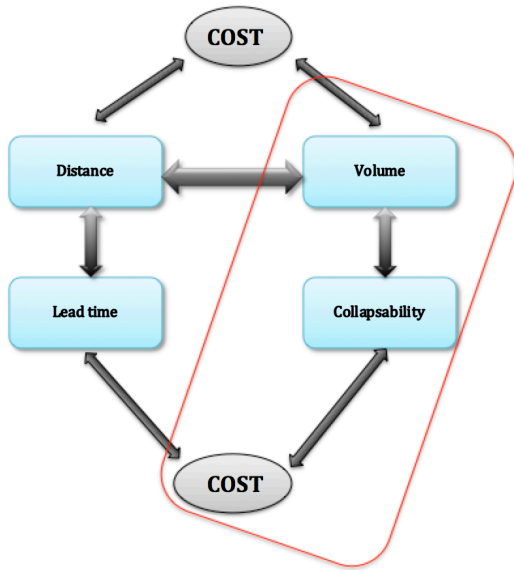 COST
Distance
Volume
Lead time
Collapsability
COST